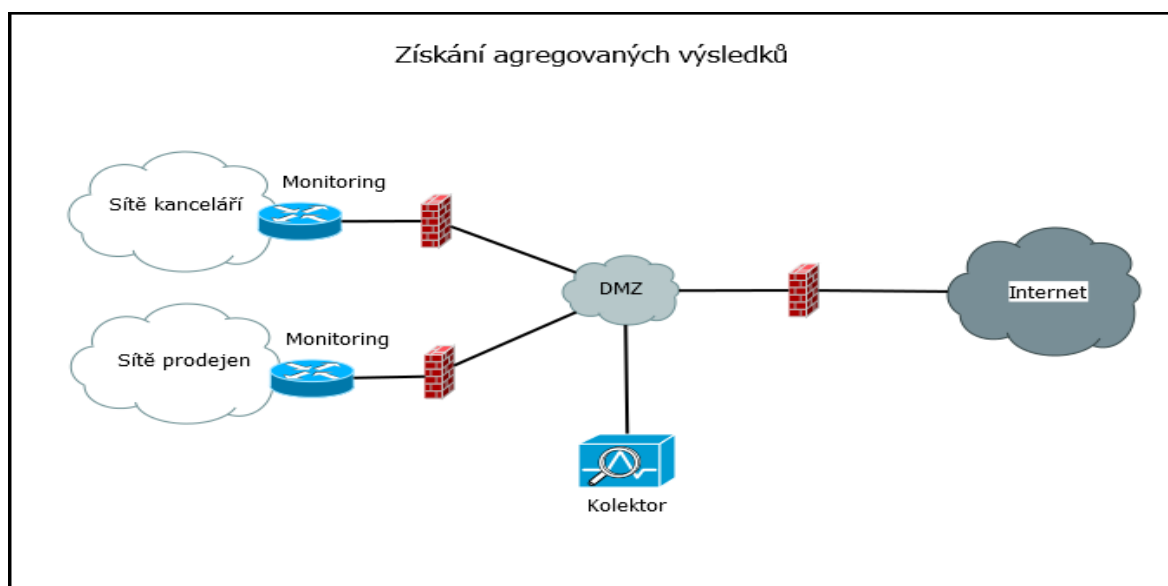 Získání agregovaných výsledků
Monitoring
Sítě kanceláří
DMZ
Internet
Monitoring
Sítě prodejen
Kolektor